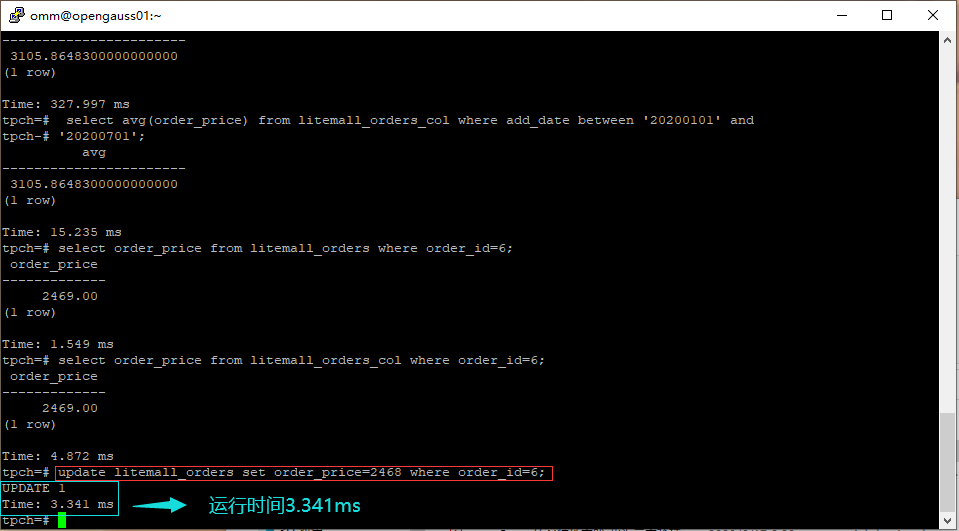 omm@opengauss01:~
-----------------------
 3105.8648300000000000
(1 row)
Time: 327.997 ms
tpch=#  select avg(order_price) from litemall_orders_col where add_date between '20200101' and
tpch-# '20200701';
          avg
-----------------------
 3105.8648300000000000
(1 row)
Time: 15.235 ms
tpch=# select order_price from litemall_orders where order_id=6;
 order_price
-------------
     2469.00
(1 row)
Time: 1.549 ms
tpch=# select order_price from litemall_orders_col where order_id=6;
 order_price
-------------
     2469.00
(1 row)
Time: 4.872 ms
tpch=# update litemall_orders set order_price=2468 where order_id=6;
UPDATE 1
Time: 3.341 ms
运行时间3.341ms
tpch=#